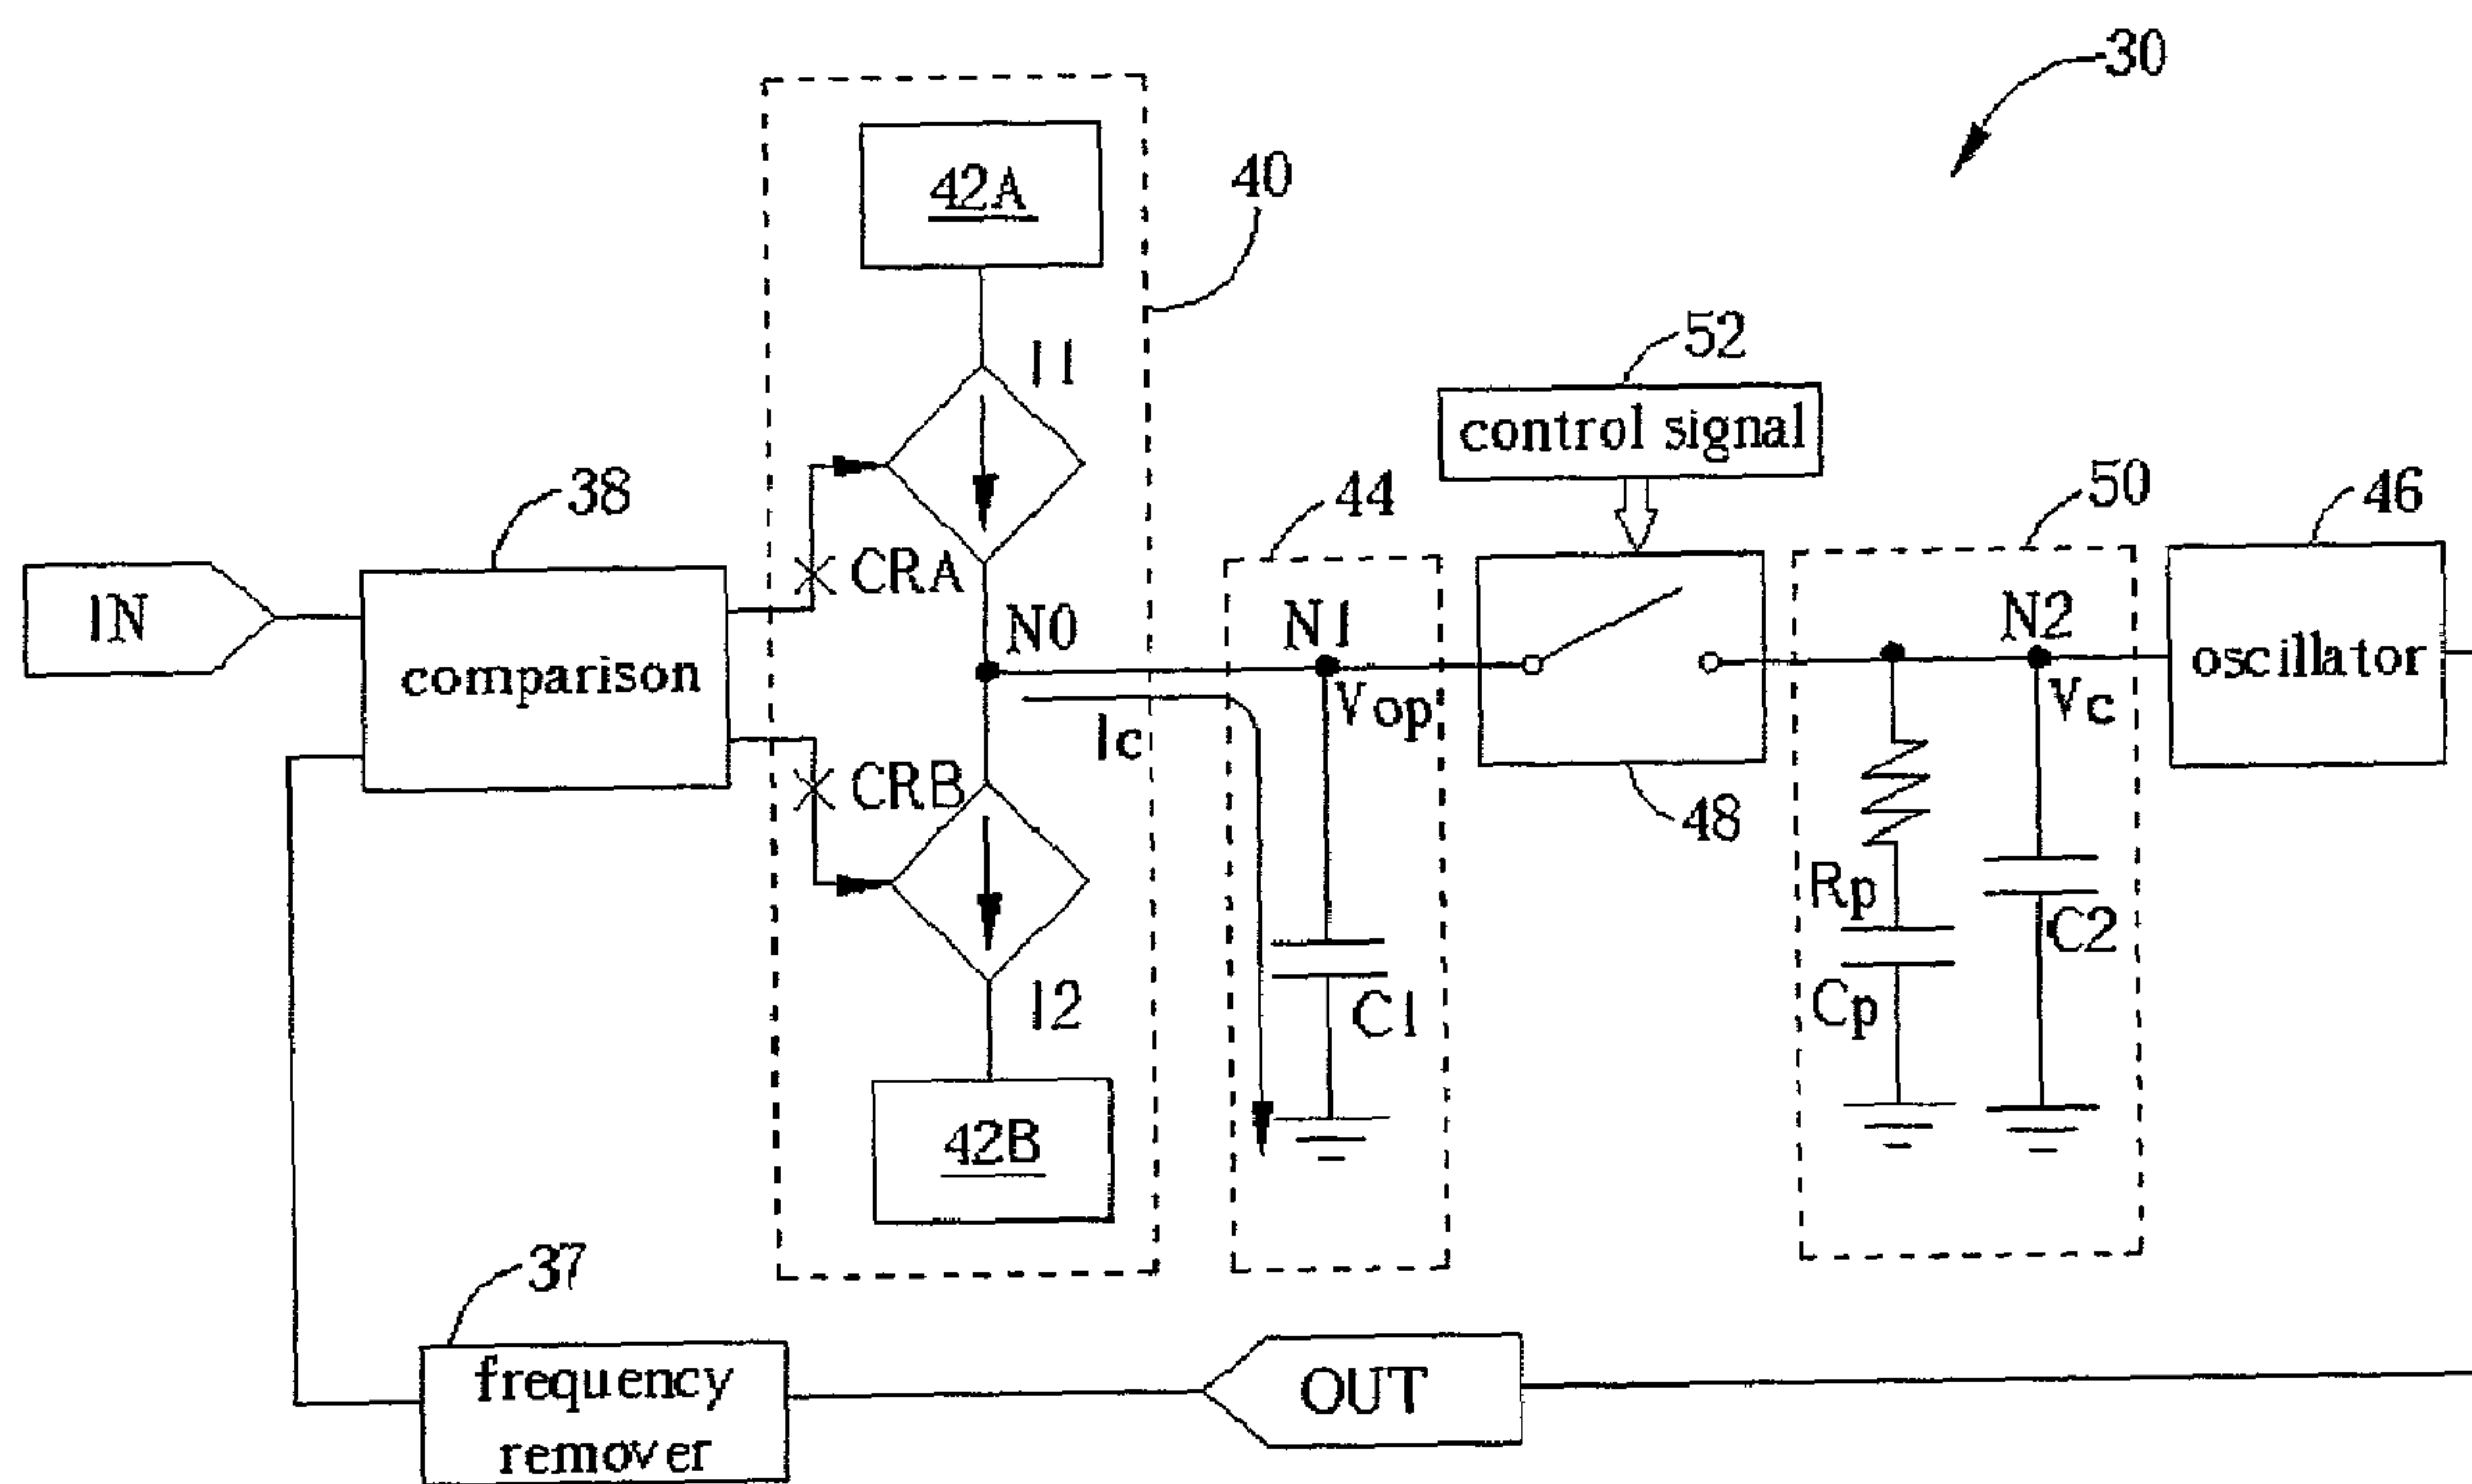 30
42A
40
I1
52
control signal
38
44
50
46
IN
CRA
comparison
N0
N1
N2
oscillator
Vop
Vc
Ic
CRB
48
Rp
C2
I2
Cp
C1
42B
37
frequency
remover
OUT